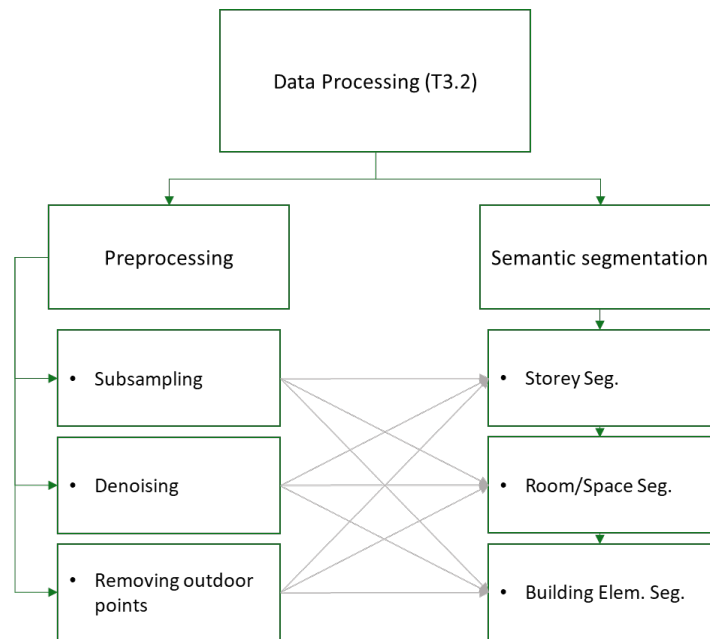 Data Processing (T3.2)
Preprocessing
Semantic segmentation
• Subsampling
• Storey Seg.
• Denoising
• Room/Space Seg.
• Removing outdoor
points
• Building Elem. Seg.